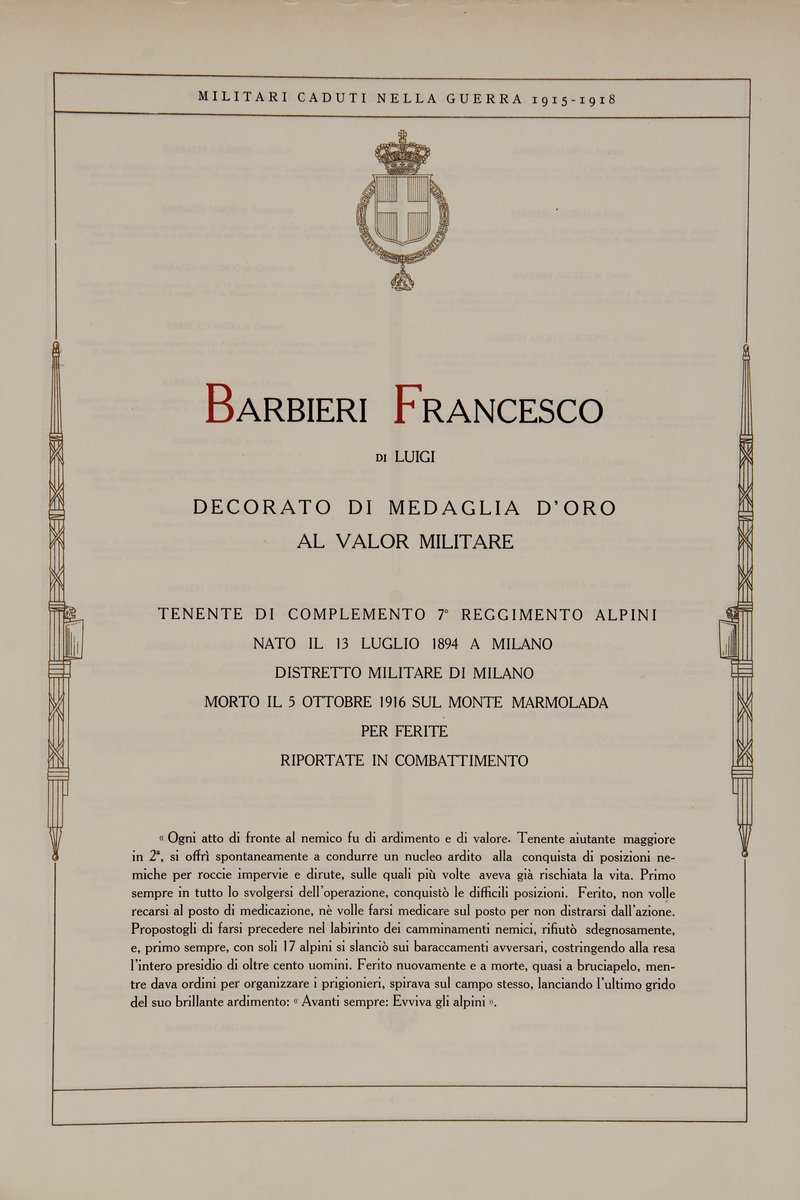 MILITARI CADUTI NELLA GUERRA 1915-1918
BARBIERI FRANCESCO
DI LUIGI
DECORATO DI MEDAGLIA D'ORO
AL VALOR MILITARE
TENENTE DI COMPLEMENTO 7° REGGIMENTO ALPINI
NATO IL 13 LUGLIO 1894 A MILANO
DISTRETTO MILITARE DI MILANO
MORTO IL 5 OTTOBRE 1916 SUL MONTE MARMOLADA
PER FERITE
RIPORTATE IN COMBATTIMENTO
« Ogni atto di fronte al nemico fu di ardimento e di valore. Tenente aiutante maggiore
in 2ª, si offrì spontaneamente a condurre un nucleo ardito alla conquista di posizioni ne-
miche per roccie impervie e dirute, sulle quali più volte aveva già rischiata la vita. Primo
sempre in tutto lo svolgersi dell'operazione, conquistò le difficili posizioni. Ferito, non volle
recarsi al posto di medicazione, nè volle farsi medicare sul posto per non distrarsi dall'azione.
Propostogli di farsi precedere nel labirinto dei camminamenti nemici, rifiutò sdegnosamente,
e, primo sempre, con soli 17 alpini si slanciò sui baraccamenti avversari, costringendo alla resa
l'intero presidio di oltre cento uomini. Ferito nuovamente e a morte, quasi a bruciapelo, men-
tre dava ordini per organizzare i prigionieri, spirava sul campo stesso, lanciando l'ultimo grido
del suo brillante ardimento: « Avanti sempre: Evviva gli alpini ».